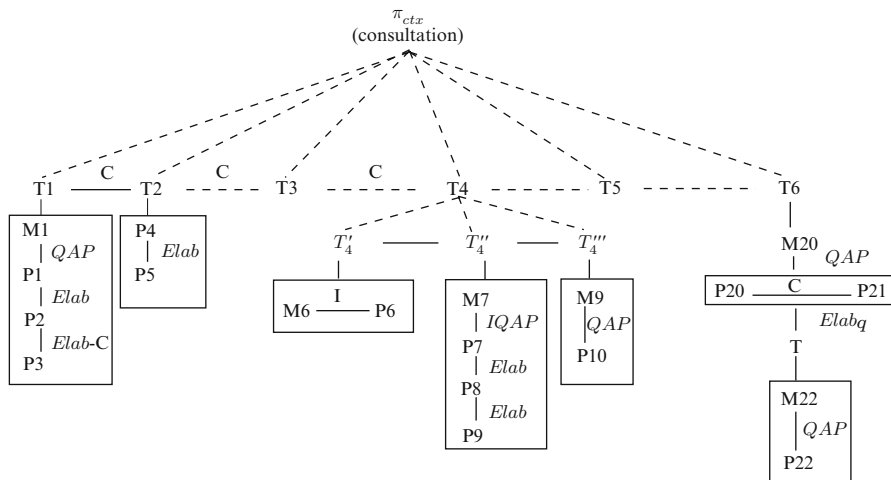 π_ctx
(consultation)
C C C
T1 T2 T3 T4 T5 T6
M1
QAP
P1
Elab
P2
Elab-C
P3
P4
Elab
P5
T′₄ T″₄ T‴₄
I
M6 P6
M7
IQAP
P7
Elab
P8
Elab
P9
M9
QAP
P10
M20
QAP
C
P20 P21
Elabq
T
M22
QAP
P22